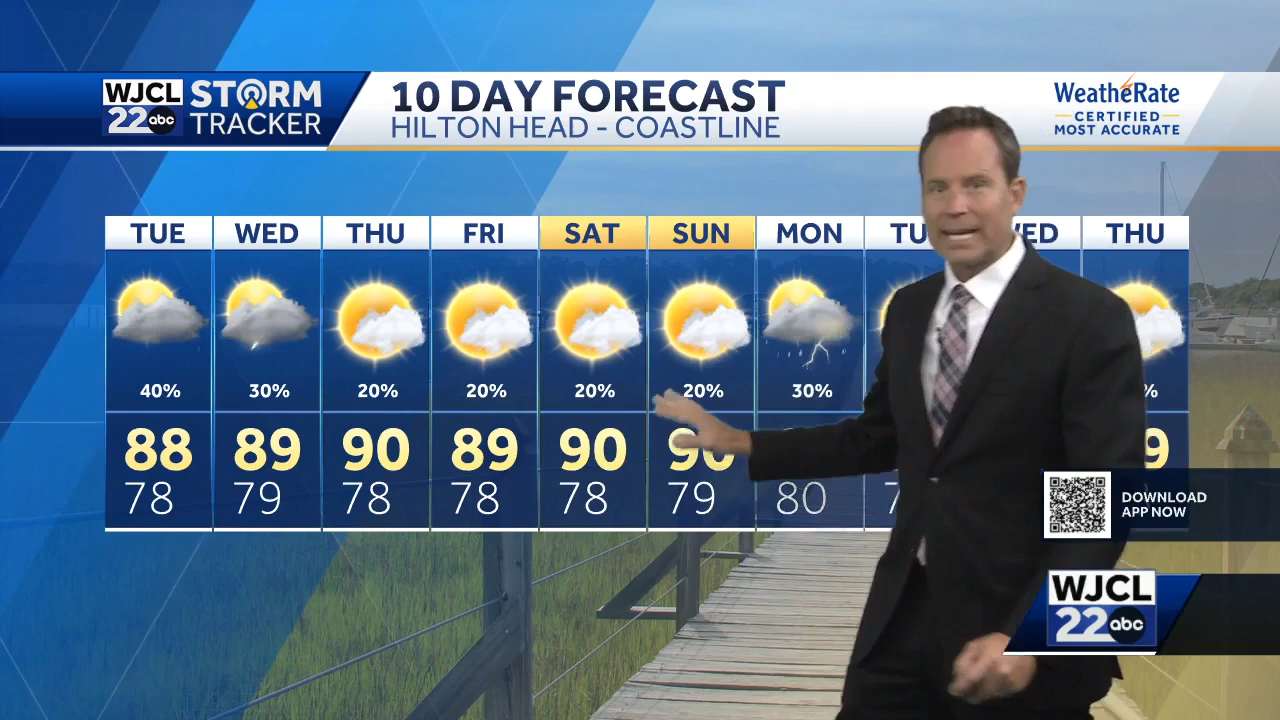 WJCL
22 abc
STORM
TRACKER
10 DAY FORECAST
HILTON HEAD - COASTLINE
WeatheRate
CERTIFIED
MOST ACCURATE
TUE WED THU FRI SAT SUN MON THU
40% 30% 20% 20% 20% 20% 30%
88 89 90 89 90 90
78 79 78 78 78 79 80
DOWNLOAD
APP NOW
WJCL
22 abc